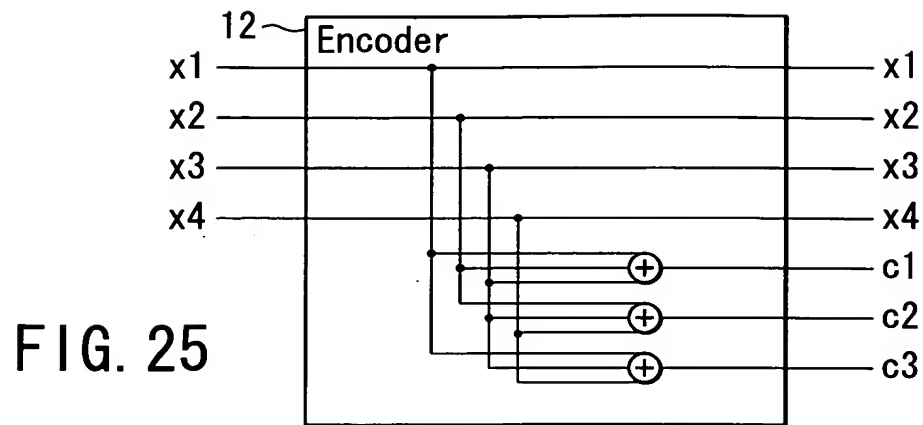 12
Encoder
x1 x1
x2 x2
x3 x3
x4 x4
c1
c2
c3
FIG. 25